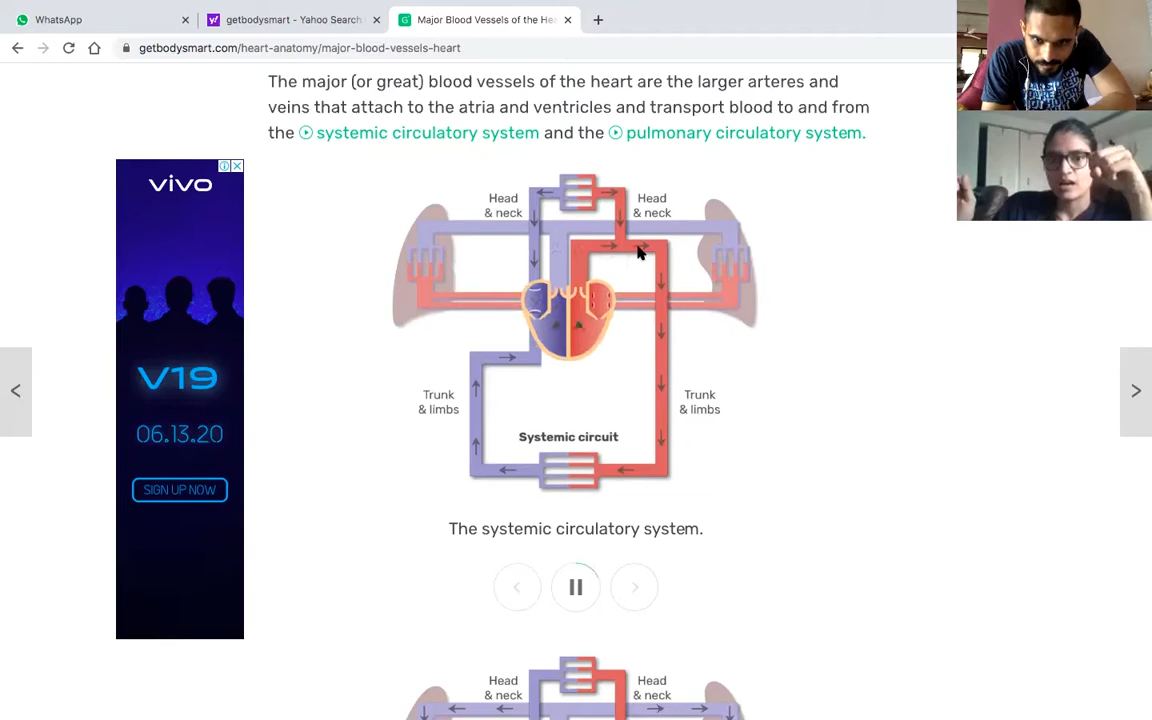 WhatsApp
getbodysmart - Yahoo Search
Major Blood Vessels of the He
getbodysmart.com/heart-anatomy/major-blood-vessels-heart
The major (or great) blood vessels of the heart are the larger arteres and
veins that attach to the atria and ventricles and transport blood to and from
the systemic circulatory system and the pulmonary circulatory system.
vivo
V19
06.13.20
SIGN UP NOW
Head
& neck
Head
& neck
Trunk
& limbs
Trunk
& limbs
Systemic circuit
The systemic circulatory system.
Head
& neck
Head
& neck